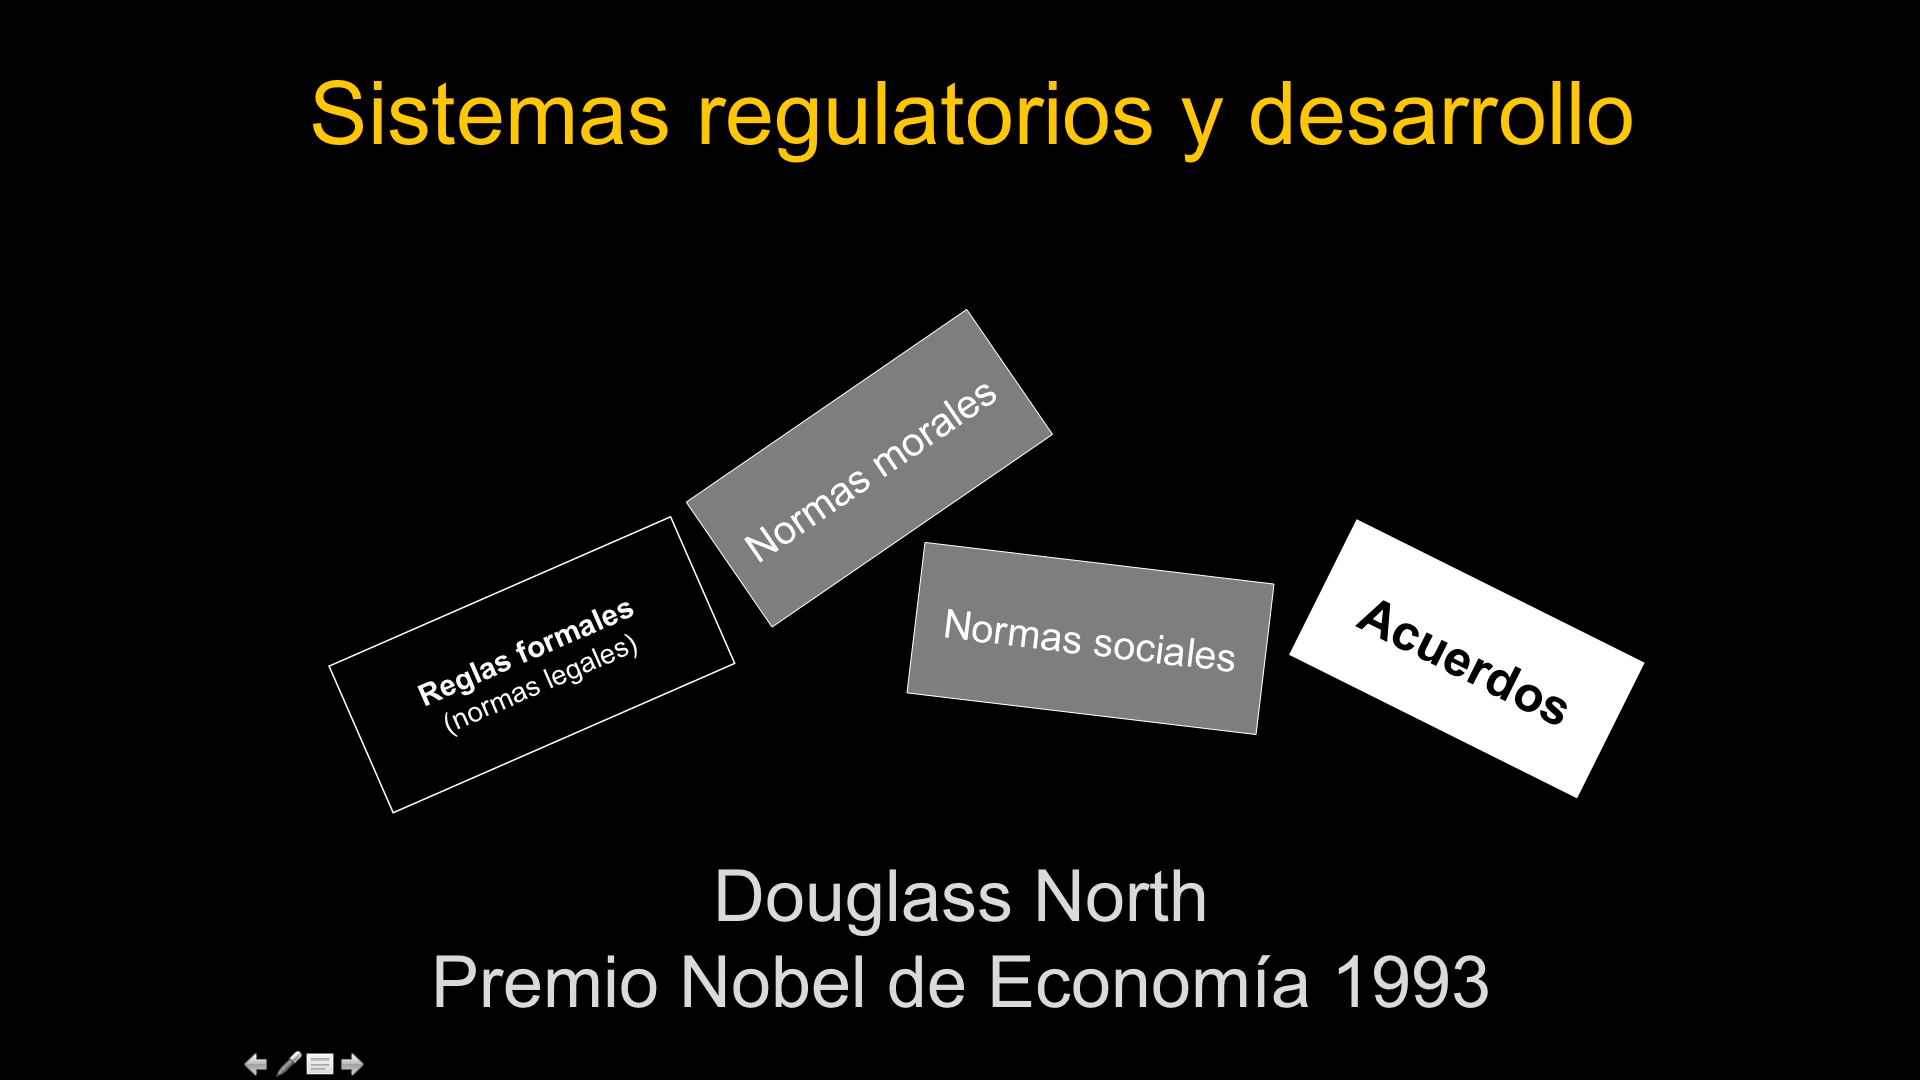 Sistemas regulatorios y desarrollo
Normas morales
Reglas formales
(normas legales)
Normas sociales
Acuerdos
Douglass North
Premio Nobel de Economía 1993